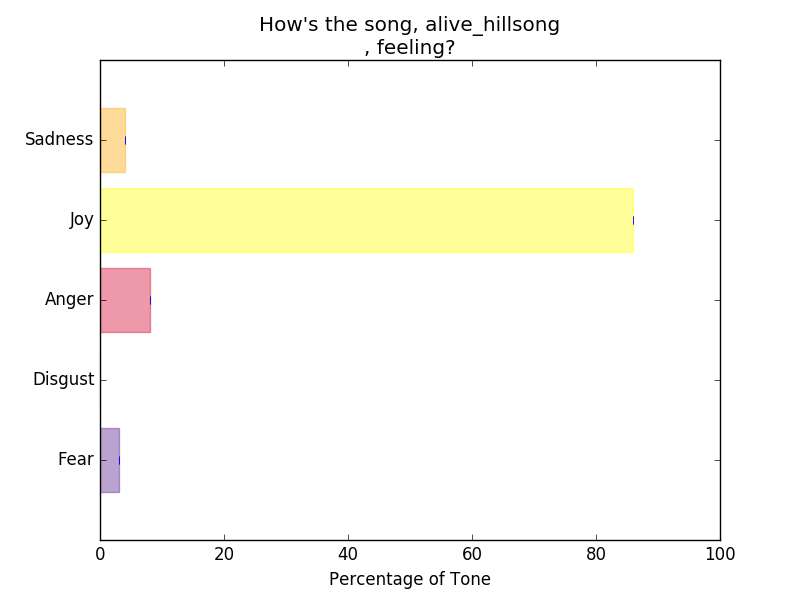 How's the song, alive_hillsong
, feeling?
Sadness
Joy
Anger
Disgust
Fear
0 20 40 60 80 100
Percentage of Tone